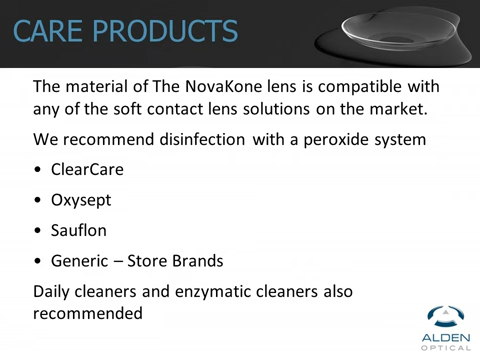 CARE PRODUCTS
The material of The NovaKone lens is compatible with
any of the soft contact lens solutions on the market.
We recommend disinfection with a peroxide system
• ClearCare
• Oxysept
• Sauflon
• Generic – Store Brands
Daily cleaners and enzymatic cleaners also
recommended
ALDEN
OPTICAL